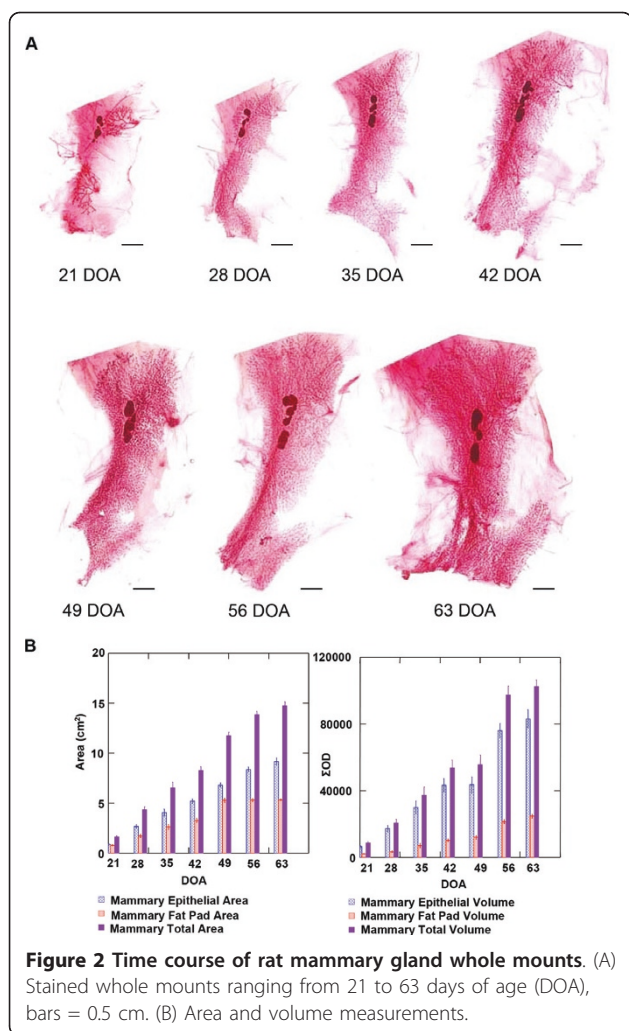 A
21 DOA
28 DOA
35 DOA
42 DOA
49 DOA
56 DOA
63 DOA
B
20
15
10
5
0
Area (cm²)
21 28 35 42 49 56 63
DOA
Mammary Epithelial Area
Mammary Fat Pad Area
Mammary Total Area
120000
80000
40000
0
ΣOD
21 28 35 42 49 56 63
DOA
Mammary Epithelial Volume
Mammary Fat Pad Volume
Mammary Total Volume
Figure 2 Time course of rat mammary gland whole mounts. (A)
Stained whole mounts ranging from 21 to 63 days of age (DOA),
bars = 0.5 cm. (B) Area and volume measurements.